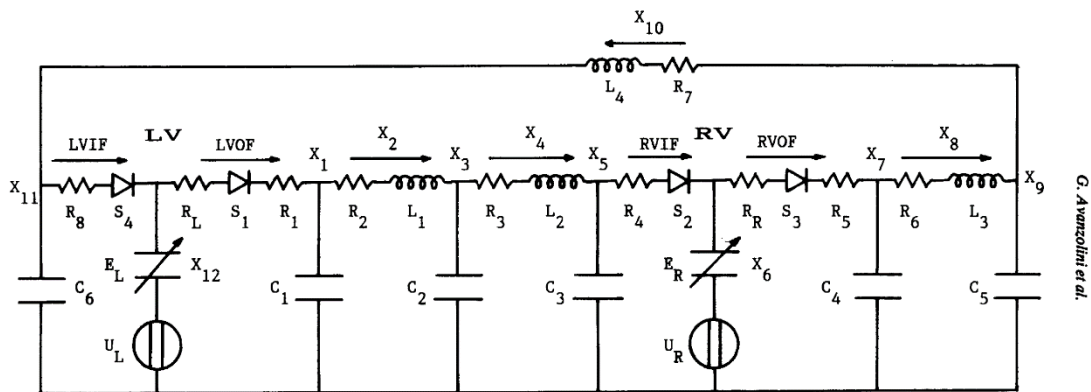 X10
L4 R7
LV RV
LVIF LVOF X1 X2 X3 X4 X5 RVIF RVOF X7 X8
X11 X9
R8 S4 RL S1 R1 R2 L1 R3 L2 R4 S2 RR S3 R5 R6 L3
EL X12 ER X6
C6 C1 C2 C3 C4 C5
UL UR
G. Avanzolini et al.